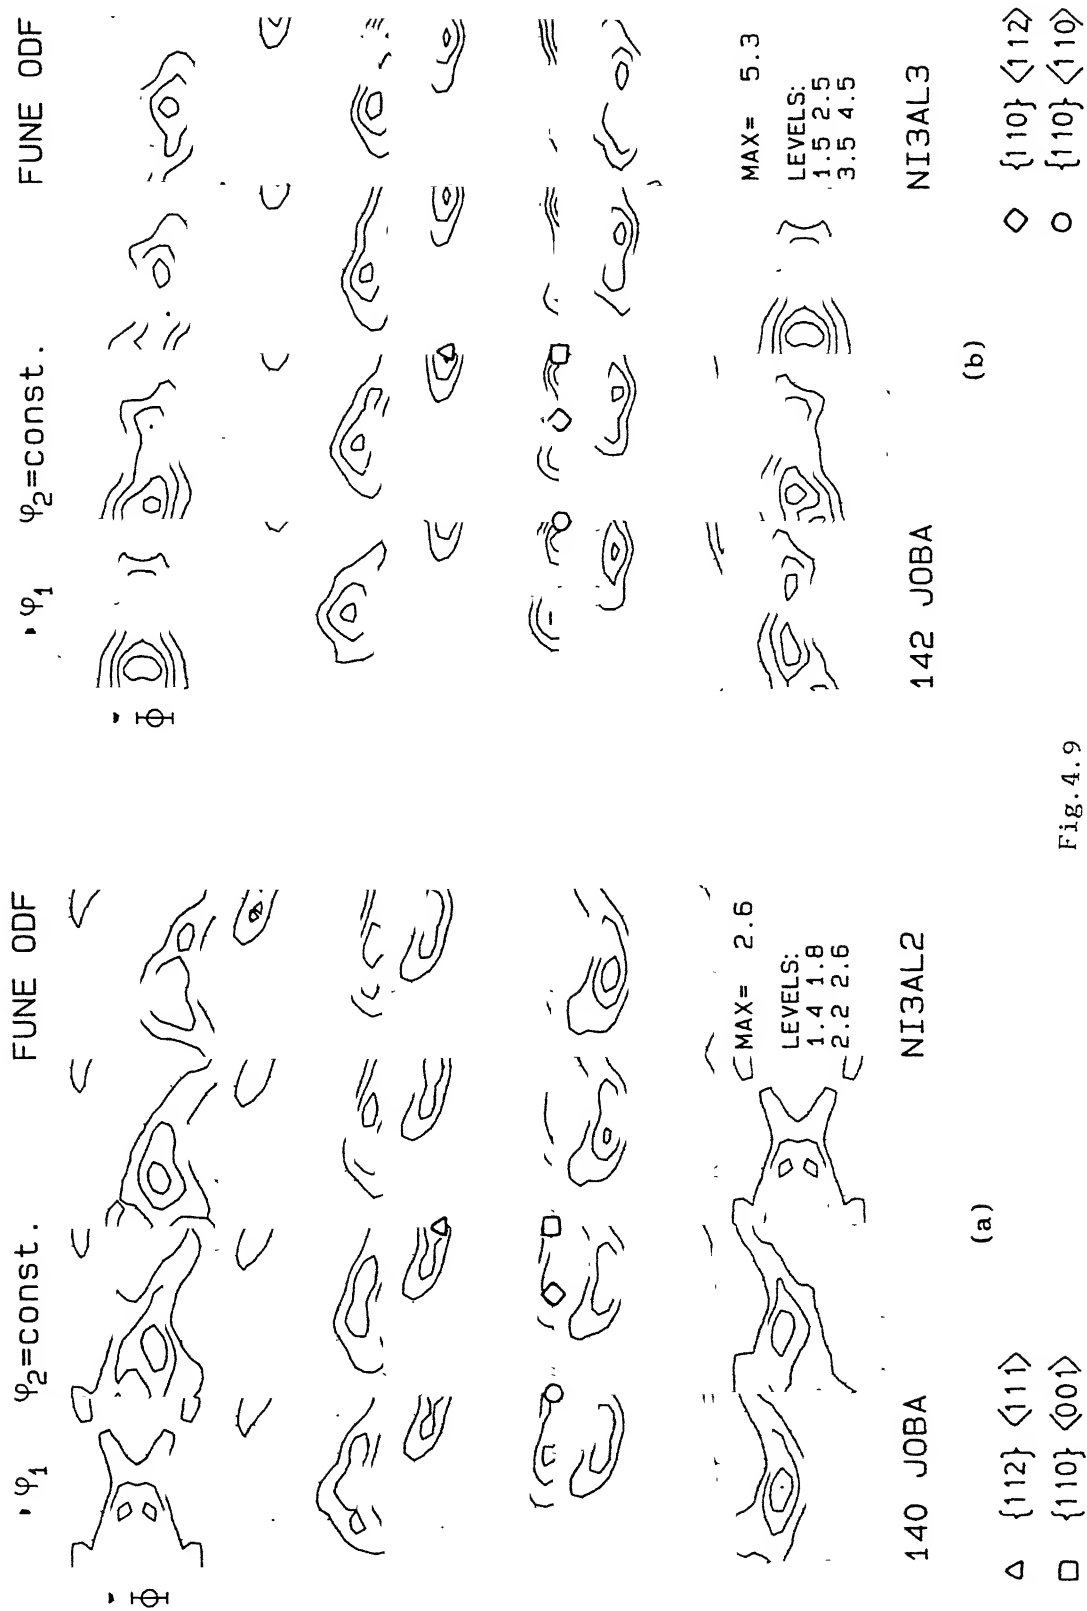 φ₁ φ₂=const. FUNE ODF
Φ
MAX= 2.6
LEVELS:
1.4 1.8
2.2 2.6
140 JOBA NI3AL2
(a)
φ₁ φ₂=const. FUNE ODF
Φ
MAX= 5.3
LEVELS:
1.5 2.5
3.5 4.5
142 JOBA NI3AL3
(b)
△ {112} ⟨111⟩
□ {110} ⟨001⟩
◇ {110} ⟨112⟩
○ {110} ⟨110⟩
Fig.4.9